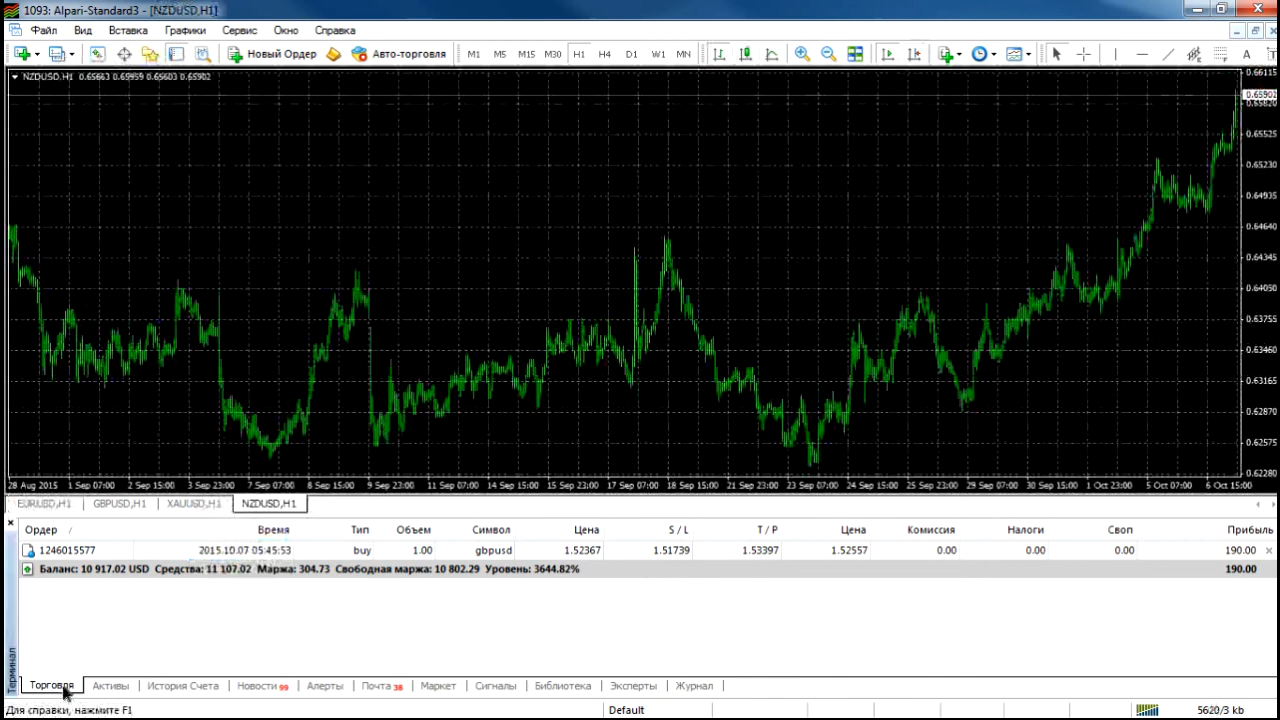 1093: Alpari-Standard3 - [NZDUSD,H1]
Файл Вид Вставка Графики Сервис Окно Справка
Новый Ордер Авто-торговля M1 M5 M15 M30 H1 H4 D1 W1 MN A T
NZDUSD,H1 0.65663 0.65959 0.65603 0.65902
0.66115
0.65902
0.65820
0.65525
0.65230
0.64935
0.64640
0.64345
0.64050
0.63755
0.63460
0.63165
0.62870
0.62575
0.62280
28 Aug 2015 1 Sep 07:00 2 Sep 15:00 3 Sep 23:00 7 Sep 07:00 8 Sep 15:00 9 Sep 23:00 11 Sep 07:00 14 Sep 15:00 15 Sep 23:00 17 Sep 07:00 18 Sep 15:00 21 Sep 23:00 23 Sep 07:00 24 Sep 15:00 25 Sep 23:00 29 Sep 07:00 30 Sep 15:00 1 Oct 23:00 5 Oct 07:00 6 Oct 15:00
EURUSD,H1 GBPUSD,H1 XAUUSD,H1 NZDUSD,H1
Ордер / Время Тип Объем Символ Цена S / L T / P Цена Комиссия Налоги Своп Прибыль
1246015577 2015.10.07 05:45:53 buy 1.00 gbpusd 1.52367 1.51739 1.53397 1.52557 0.00 0.00 0.00 190.00
Баланс: 10 917.02 USD Средства: 11 107.02 Маржа: 304.73 Свободная маржа: 10 802.29 Уровень: 3644.82% 190.00
Терминал
Торговля Активы История Счета Новости 99 Алерты Почта 38 Маркет Сигналы Библиотека Эксперты Журнал
Для справки, нажмите F1 Default 5620/3 kb